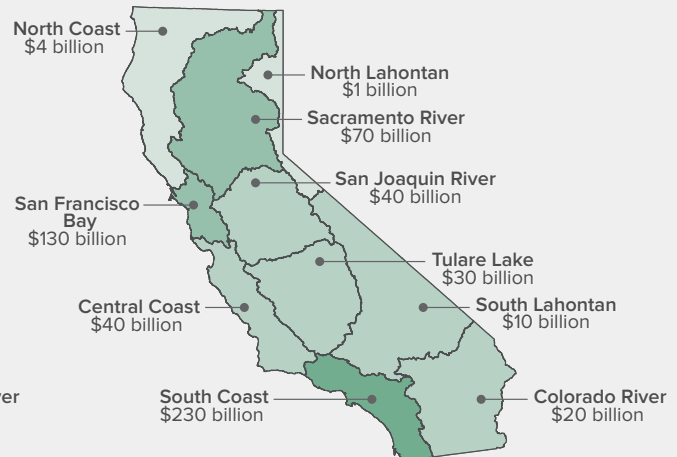 North Coast
$4 billion
North Lahontan
$1 billion
Sacramento River
$70 billion
San Joaquin River
$40 billion
San Francisco
Bay
$130 billion
Tulare Lake
$30 billion
Central Coast
$40 billion
South Lahontan
$10 billion
ver
South Coast
$230 billion
Colorado River
$20 billion